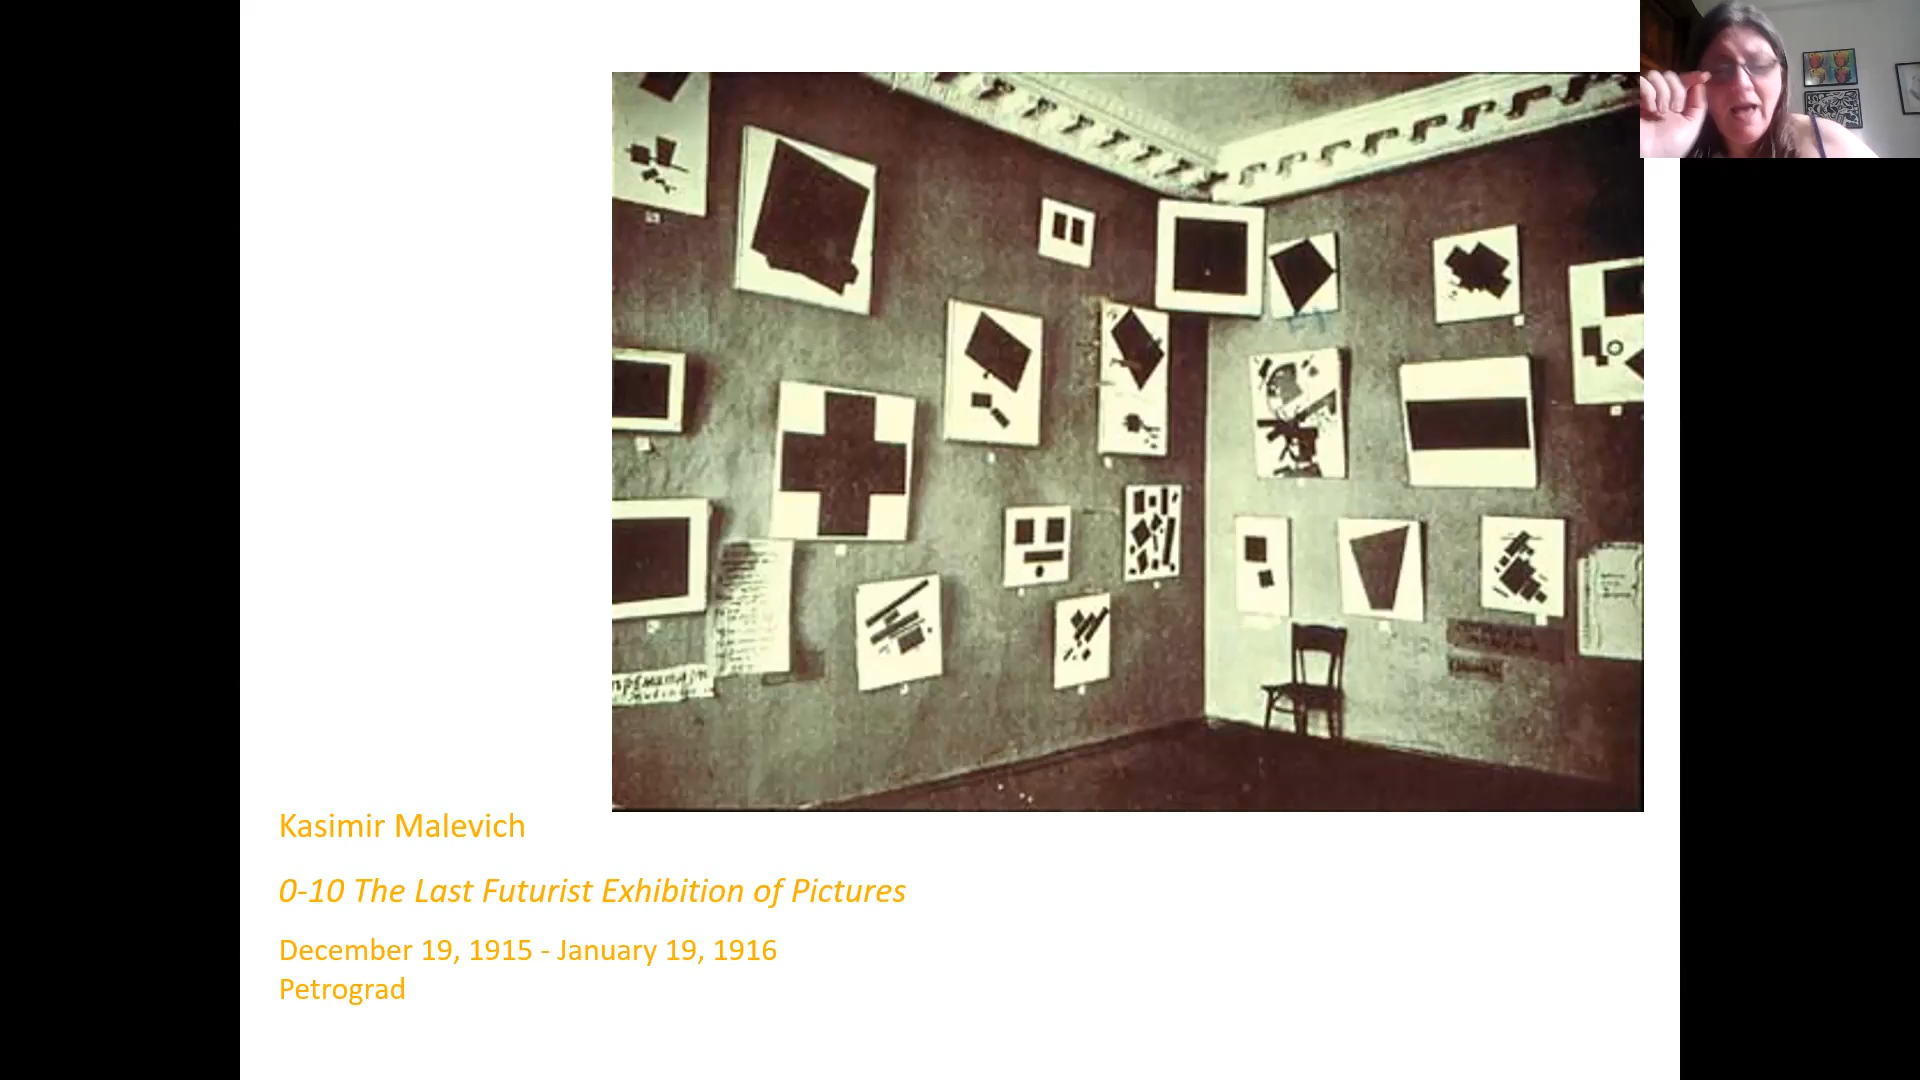 Kasimir Malevich
0-10 The Last Futurist Exhibition of Pictures
December 19, 1915 - January 19, 1916
Petrograd